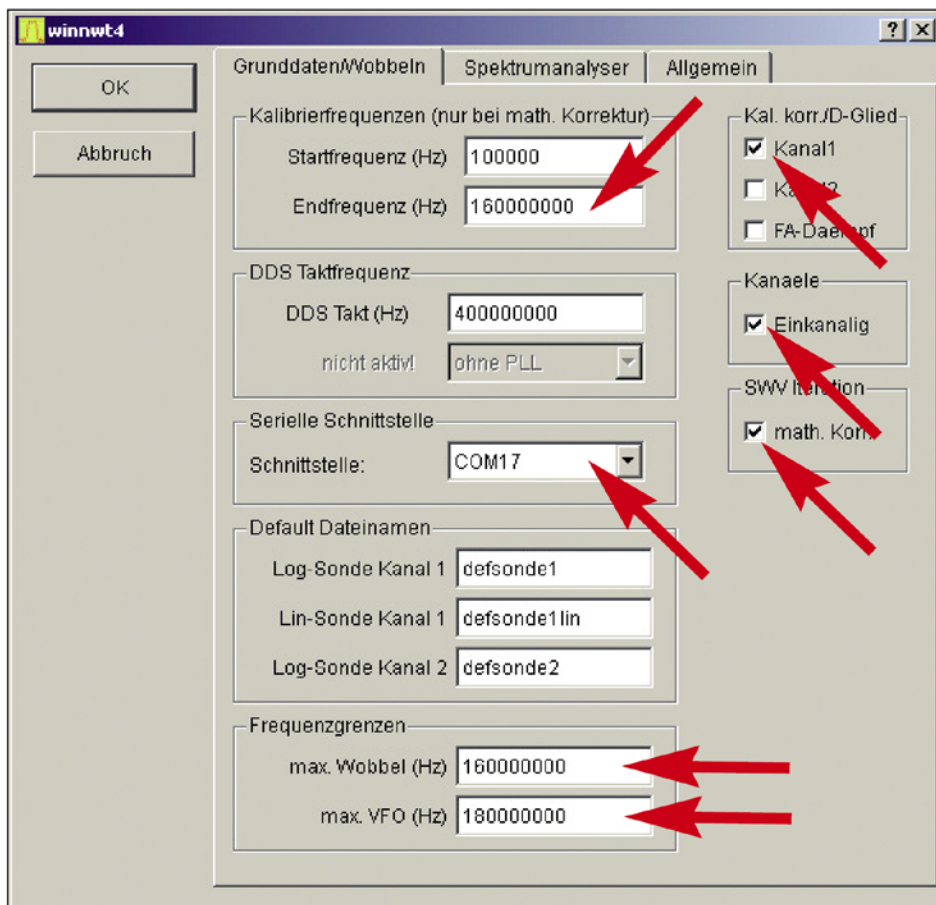 winnwt4
OK
Abbruch
Grunddaten/Wobbeln
Spektrumanalyser
Allgemein
Kalibrierfrequenzen (nur bei math. Korrektur)
Startfrequenz (Hz) 100000
Endfrequenz (Hz) 160000000
DDS Taktfrequenz
DDS Takt (Hz) 400000000
nicht aktiv! ohne PLL
Serielle Schnittstelle
Schnittstelle: COM17
Default Dateinamen
Log-Sonde Kanal 1 defsonde1
Lin-Sonde Kanal 1 defsonde1lin
Log-Sonde Kanal 2 defsonde2
Frequenzgrenzen
max. Wobbel (Hz) 160000000
max. VFO (Hz) 180000000
Kal. korr./D-Glied
Kanal1
FA-Daempf
Kanaele
Einkanalig
SWV Iteration
math. Korr.